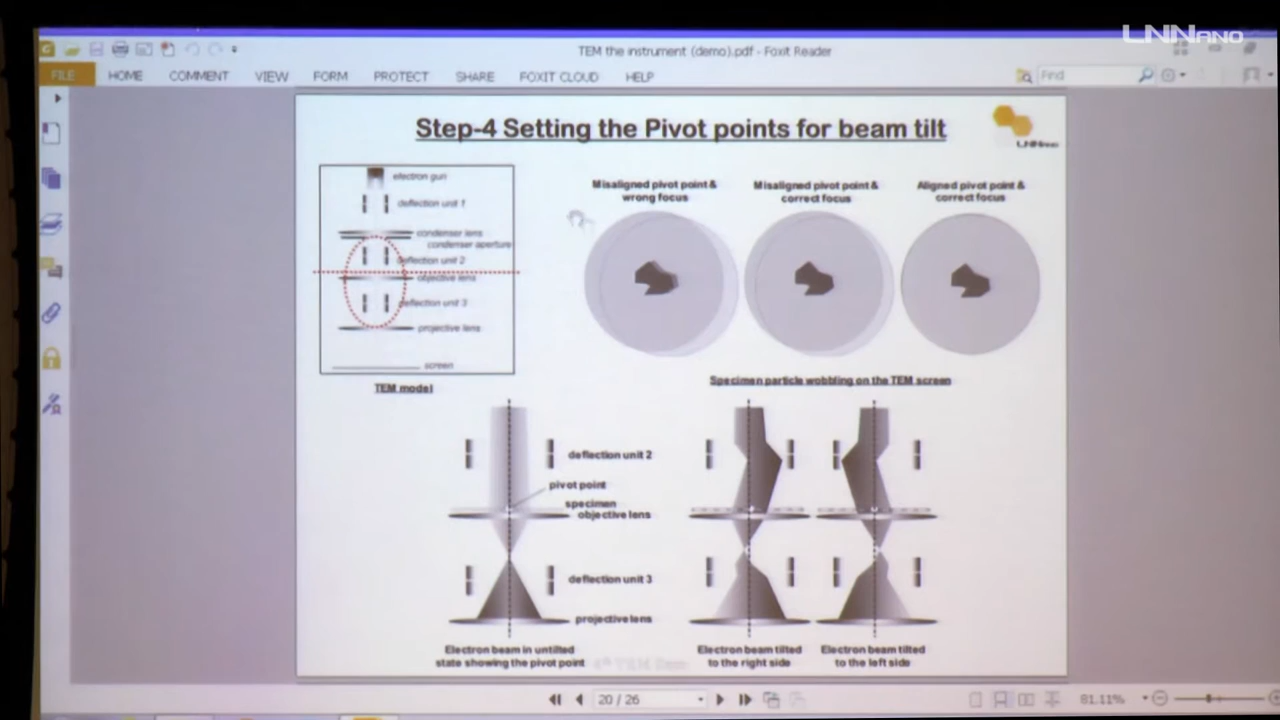 LNNano
TEM the instrument (demo).pdf - Foxit Reader
FILE HOME COMMENT VIEW FORM PROTECT SHARE FOXIT CLOUD HELP
Find
Step-4 Setting the Pivot points for beam tilt
LNNano
electron gun
deflection unit 1
condenser lens
condenser aperture
deflection unit 2
objective lens
deflection unit 3
projective lens
screen
TEM model
Misaligned pivot point &
wrong focus
Misaligned pivot point &
correct focus
Aligned pivot point &
correct focus
Specimen particle wobbling on the TEM screen
deflection unit 2
pivot point
specimen
objective lens
deflection unit 3
projective lens
Electron beam in untilted
state showing the pivot point
Electron beam tilted
to the right side
Electron beam tilted
to the left side
20 / 26
81.11%